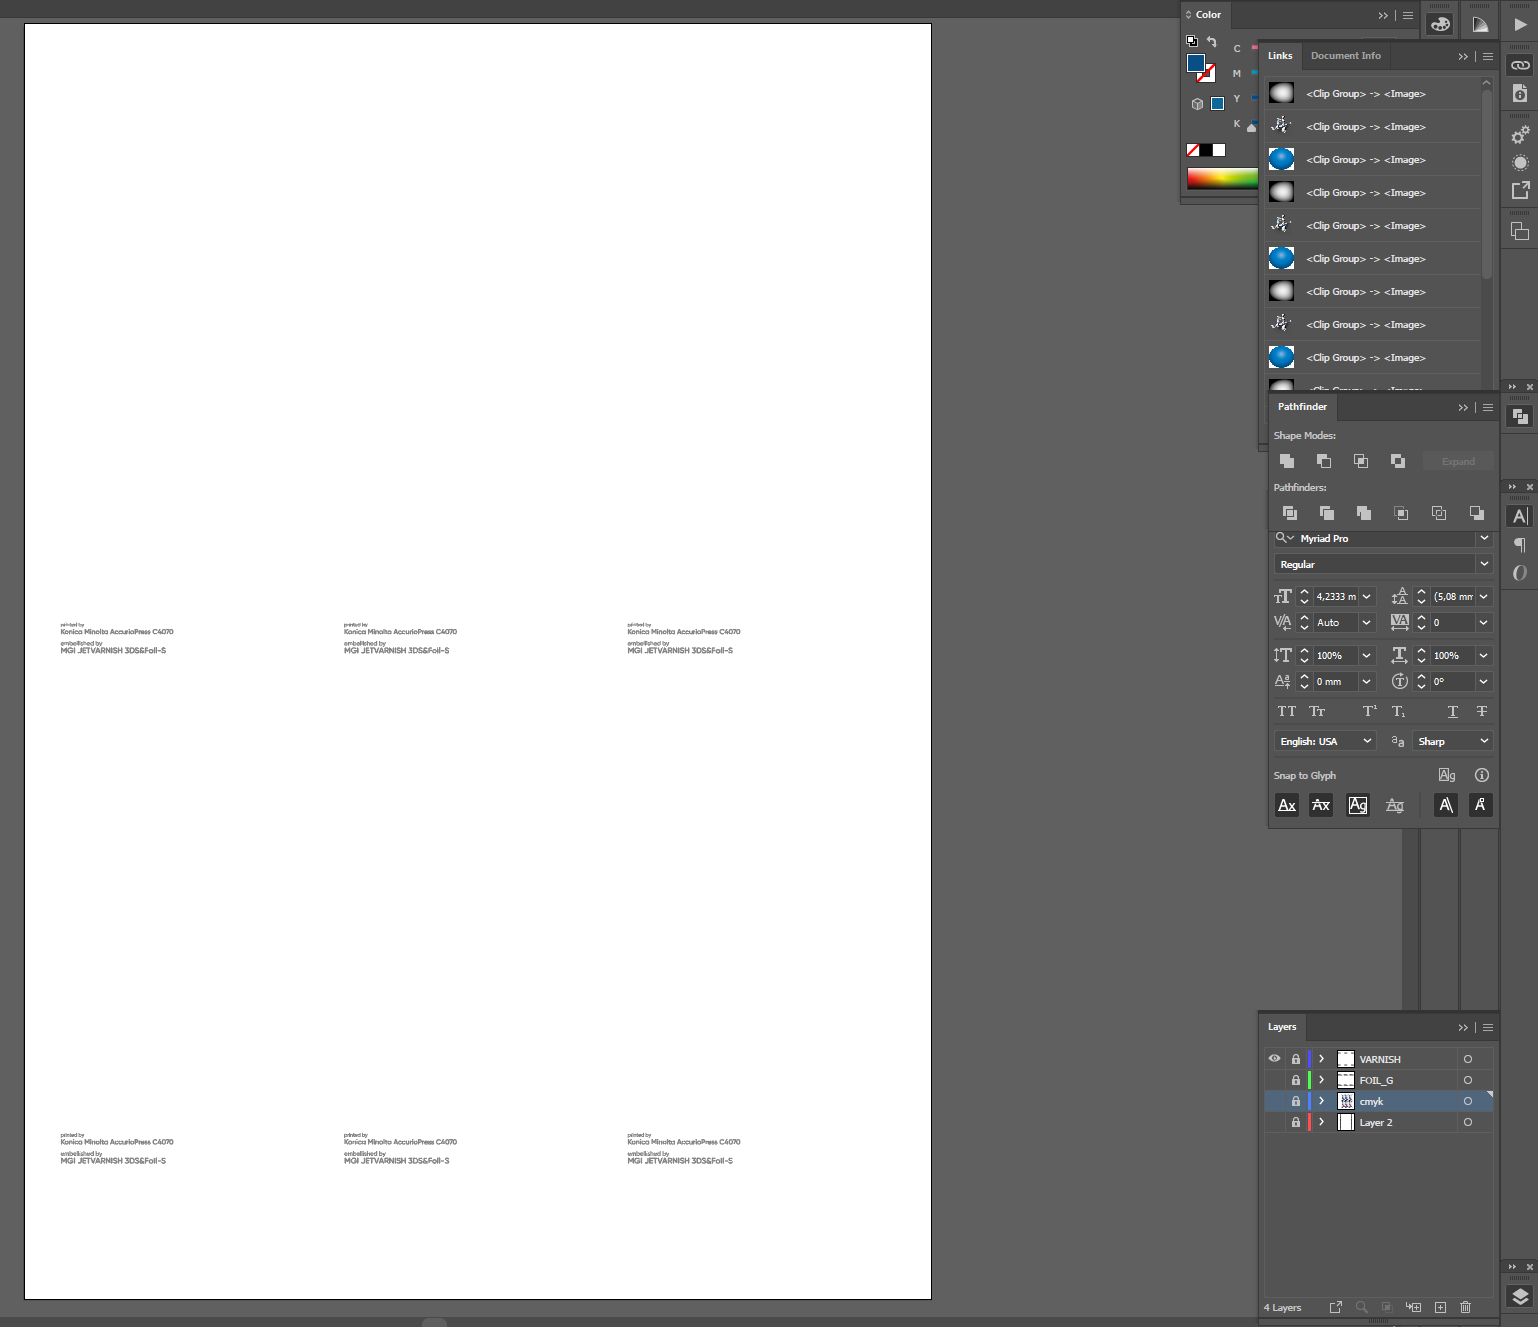 Color
C
M
Y
K
Links Document Info
<Clip Group> -> <Image>
<Clip Group> -> <Image>
<Clip Group> -> <Image>
<Clip Group> -> <Image>
<Clip Group> -> <Image>
<Clip Group> -> <Image>
<Clip Group> -> <Image>
<Clip Group> -> <Image>
<Clip Group> -> <Image>
Pathfinder
Shape Modes:
Expand
Pathfinders:
Myriad Pro
Regular
4,2333 m (5,08 mm
Auto 0
100% 100%
0 mm 0°
English: USA Sharp
Snap to Glyph
printed by
Konica Minolta AccurioPress C4070
embellished by
MGI JETVARNISH 3DS&Foil-S
printed by
Konica Minolta AccurioPress C4070
embellished by
MGI JETVARNISH 3DS&Foil-S
printed by
Konica Minolta AccurioPress C4070
embellished by
MGI JETVARNISH 3DS&Foil-S
printed by
Konica Minolta AccurioPress C4070
embellished by
MGI JETVARNISH 3DS&Foil-S
printed by
Konica Minolta AccurioPress C4070
embellished by
MGI JETVARNISH 3DS&Foil-S
printed by
Konica Minolta AccurioPress C4070
embellished by
MGI JETVARNISH 3DS&Foil-S
Layers
VARNISH
FOIL_G
cmyk
Layer 2
4 Layers